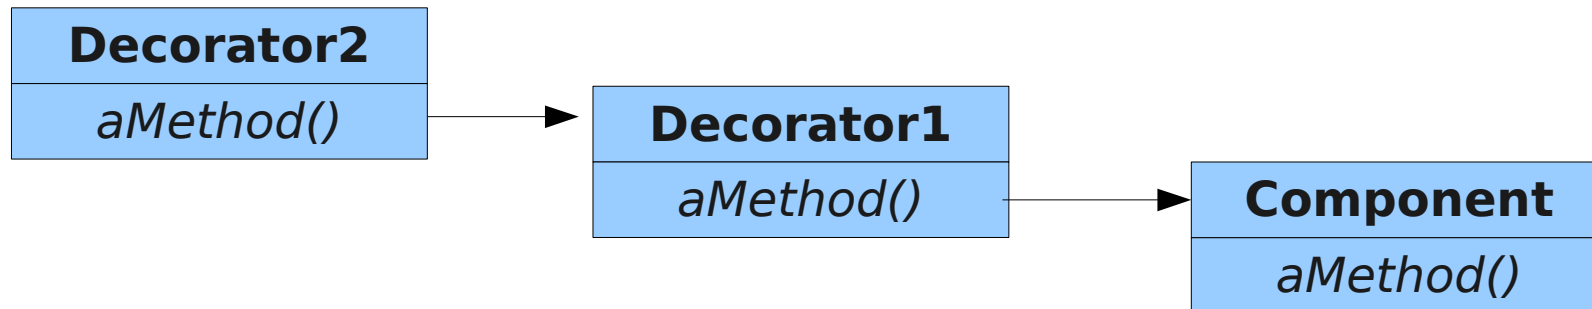 Decorator2
aMethod()
Decorator1
aMethod()
Component
aMethod()